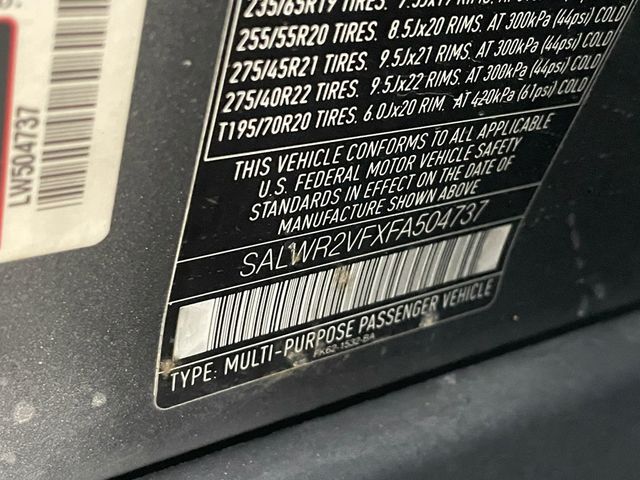 235/65R19 TIRES.
255/55R20 TIRES. 8.5Jx20 RIMS. AT 300kPa (44psi) COLD
275/45R21 TIRES. 9.5Jx21 RIMS. AT 300kPa (44psi) COLD
275/40R22 TIRES. 9.5Jx22 RIMS. AT 300kPa (44psi) COLD
T195/70R20 TIRES. 6.0Jx20 RIM. AT 420kPa (61psi) COLD
THIS VEHICLE CONFORMS TO ALL APPLICABLE
U.S. FEDERAL MOTOR VEHICLE SAFETY
STANDARDS IN EFFECT ON THE DATE OF
MANUFACTURE SHOWN ABOVE
SALWR2VFXFA504737
TYPE: MULTI-PURPOSE PASSENGER VEHICLE
FK62-1532-BA
LW504737